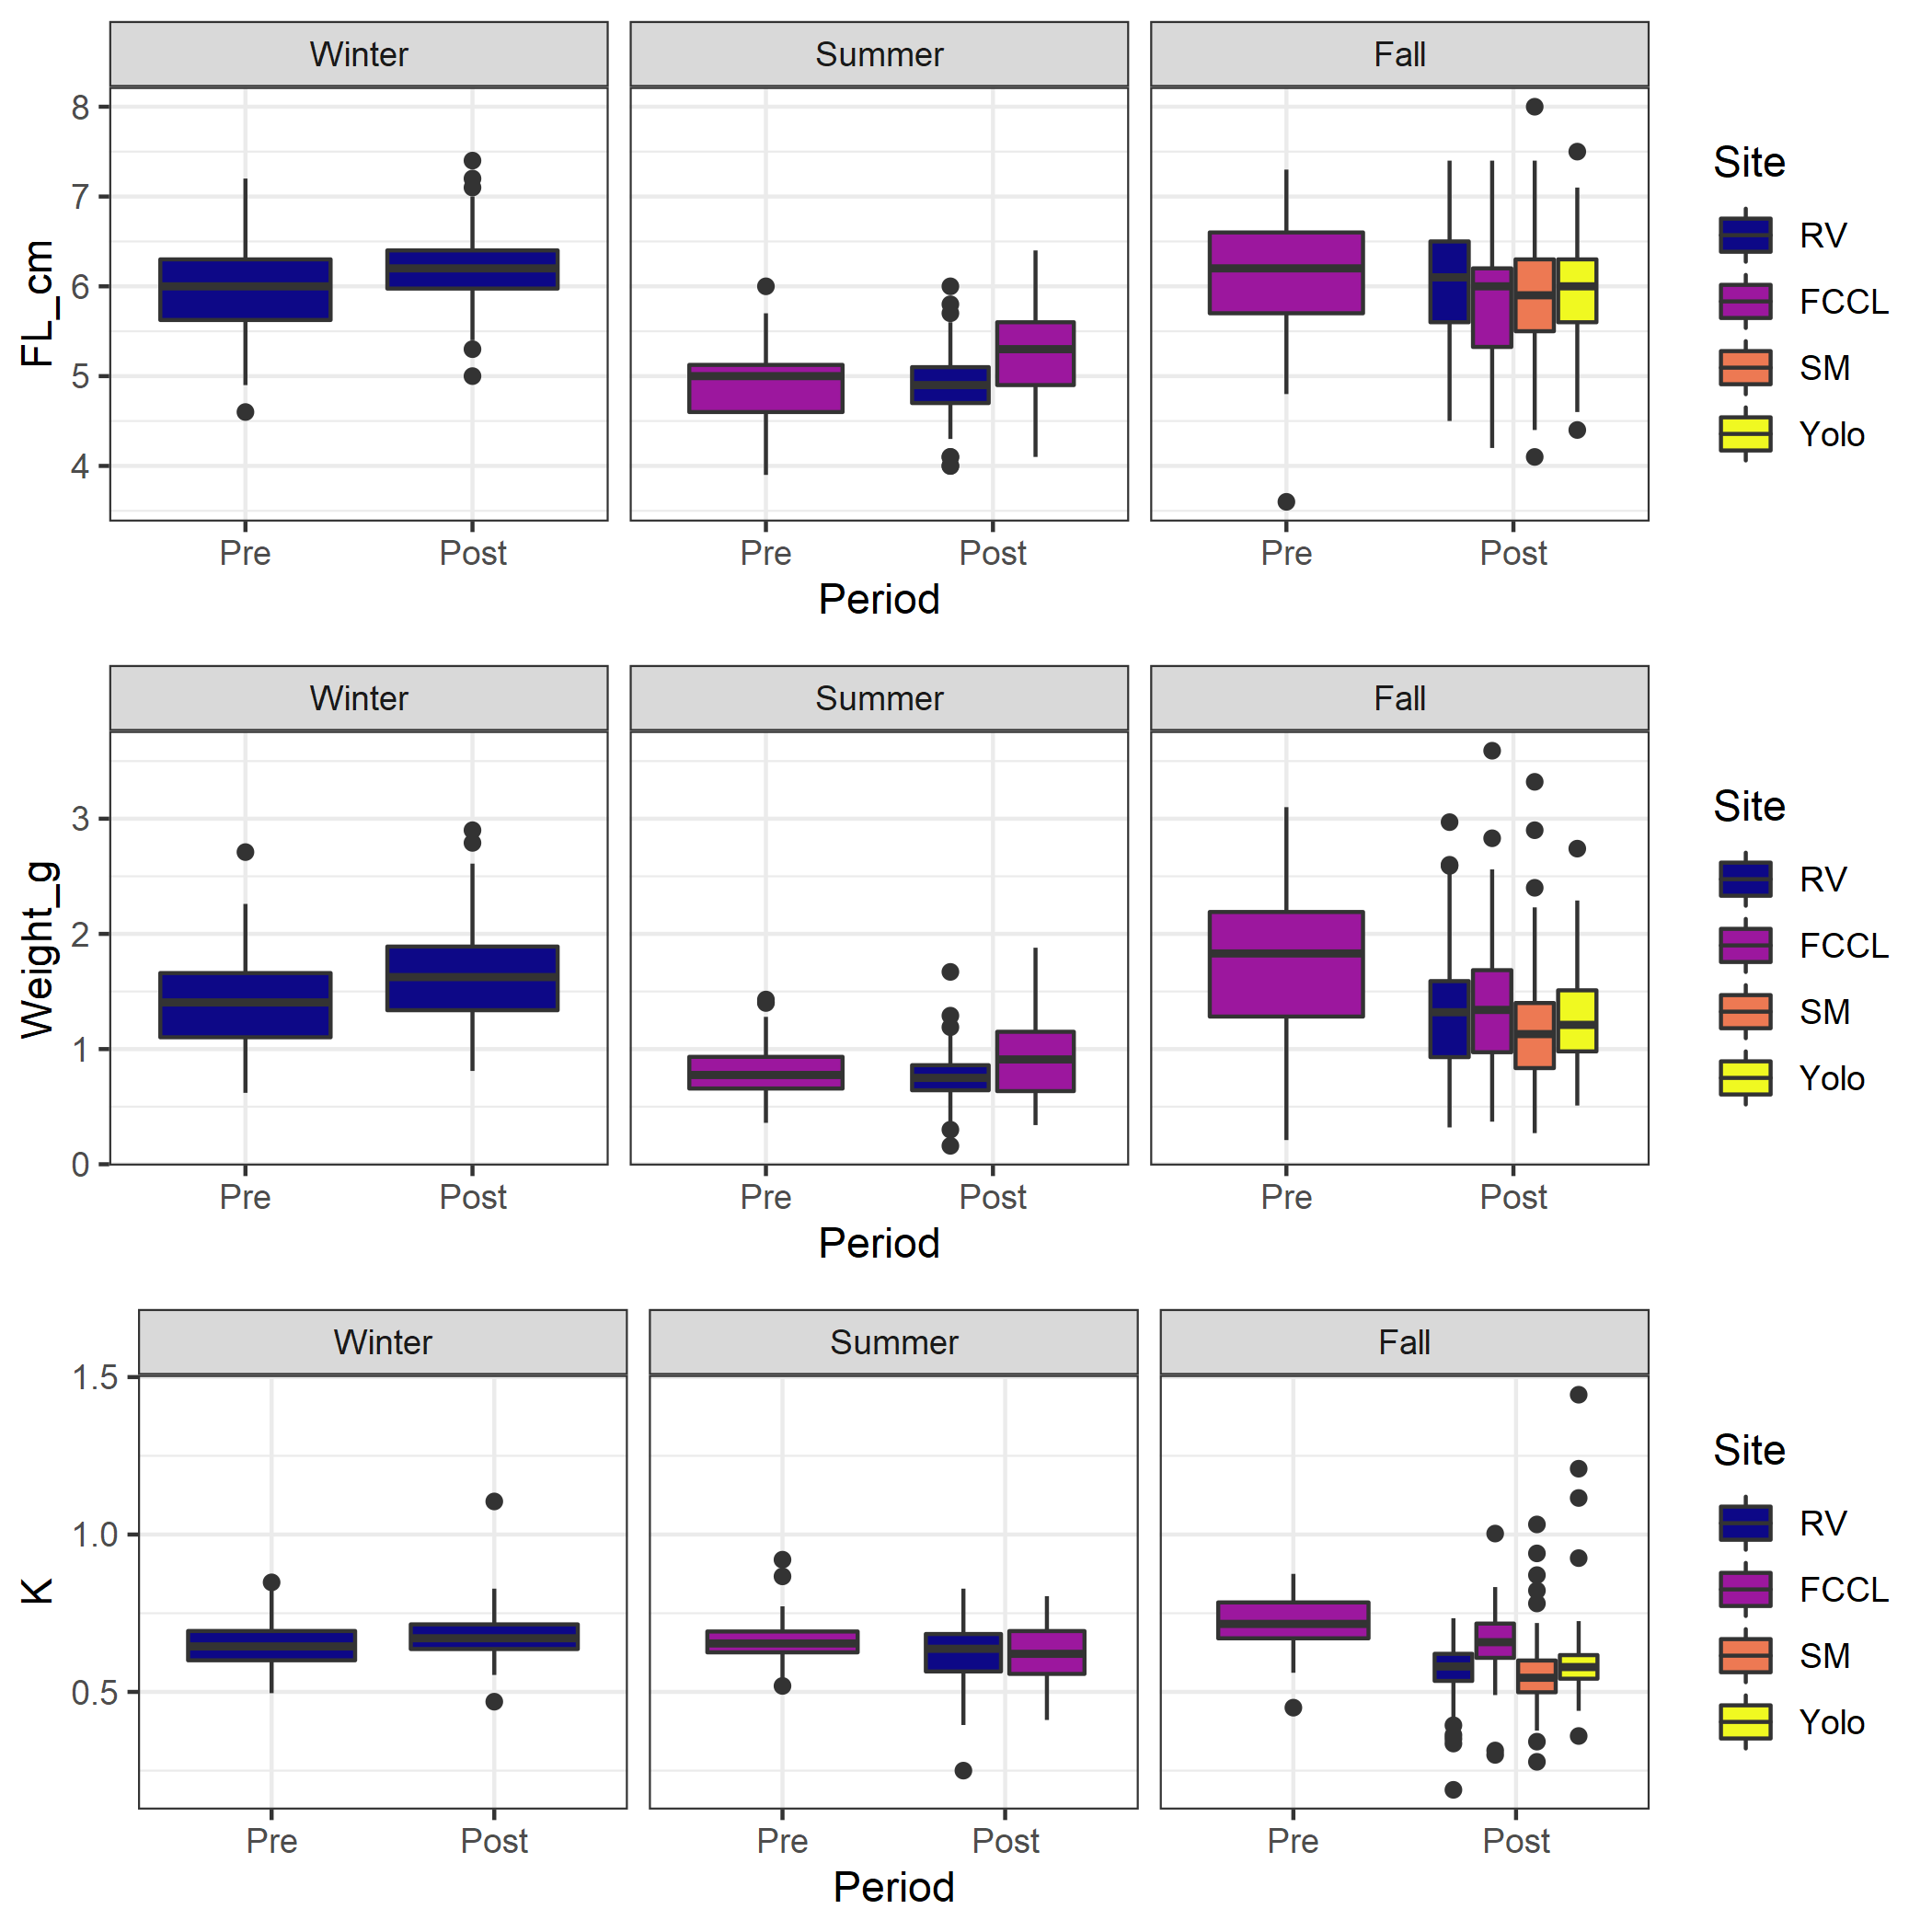 Winter Summer Fall
8
7
6
5
4
FL_cm
Pre Post Pre Post Pre Post
Period
Site
RV
FCCL
SM
Yolo
Winter Summer Fall
3
2
1
0
Weight_g
Pre Post Pre Post Pre Post
Period
Site
RV
FCCL
SM
Yolo
Winter Summer Fall
1.5
1.0
0.5
K
Pre Post Pre Post Pre Post
Period
Site
RV
FCCL
SM
Yolo